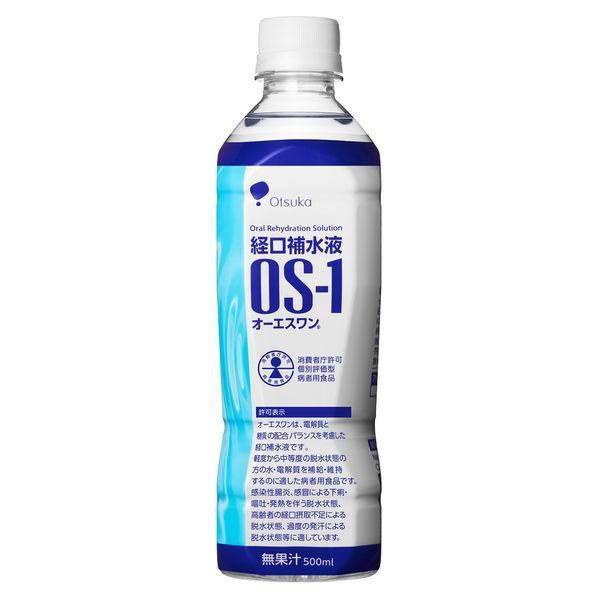 Otsuka
Oral Rehydration Solution
経口補水液
OS-1
オーエスワン®
消費者庁許可
個別評価型
病者用食品
許可表示
オーエスワンは、電解質と
糖質の配合バランスを考慮した
経口補水液です。
軽度から中等度の脱水状態の
方の水・電解質を補給・維持
するのに適した病者用食品です。
感染性腸炎、感冒による下痢・
嘔吐・発熱を伴う脱水状態、
高齢者の経口摂取不足による
脱水状態、過度の発汗による
脱水状態等に適しています。
無果汁 500ml